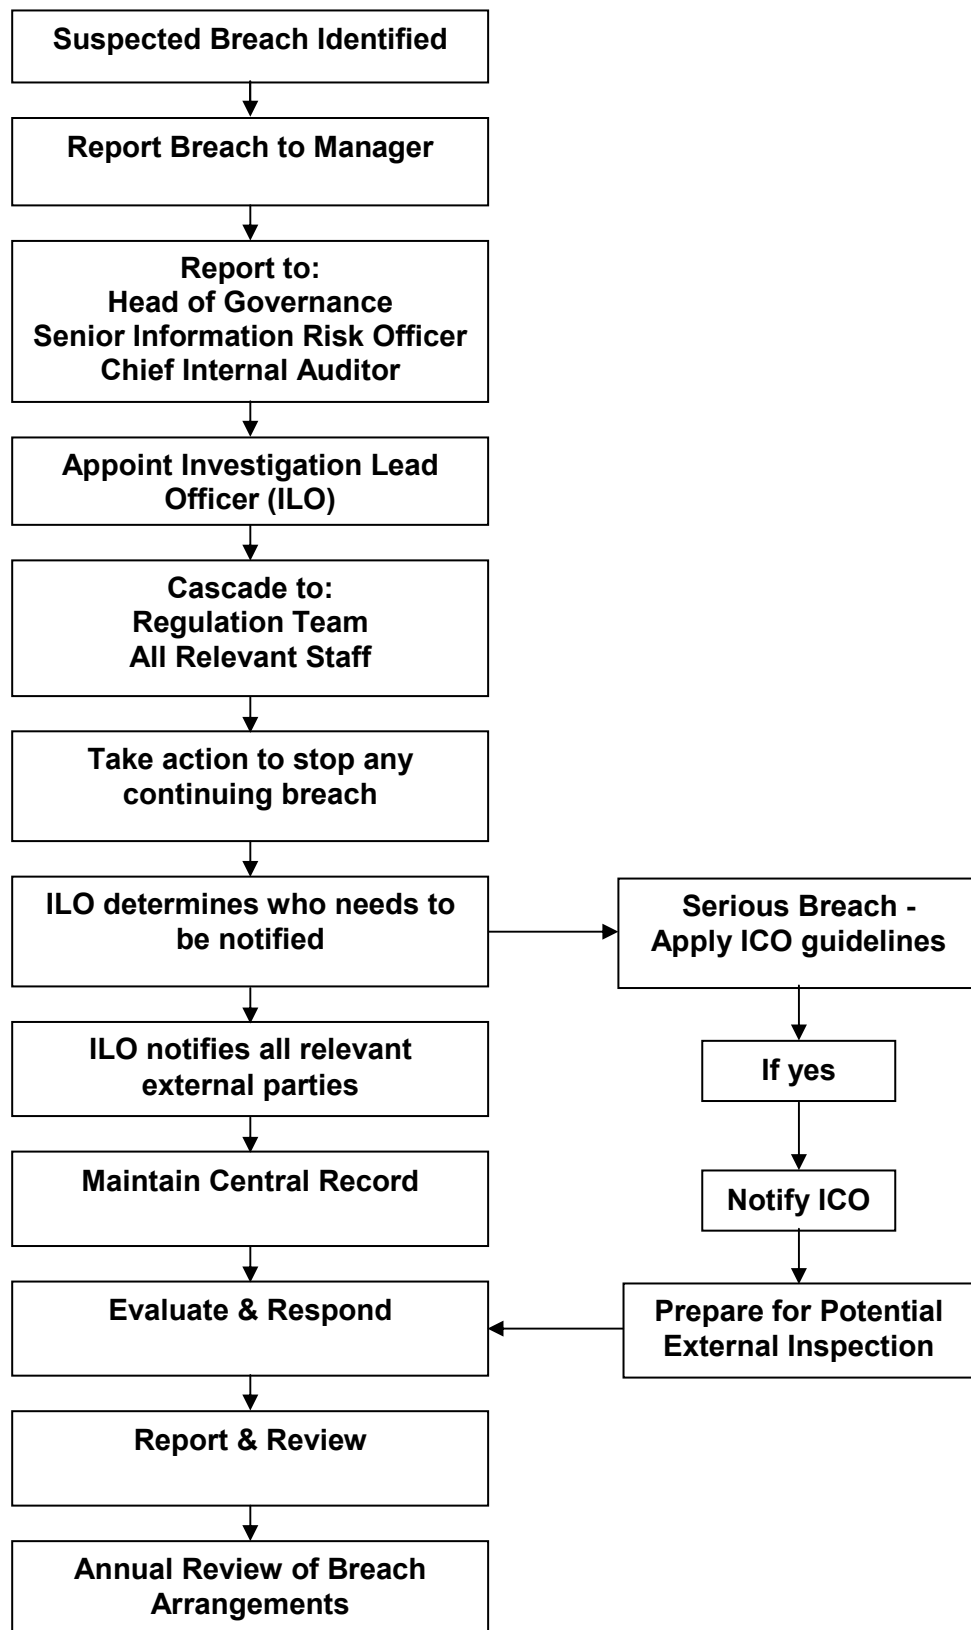 Suspected Breach Identified
Report Breach to Manager
Report to:
Head of Governance
Senior Information Risk Officer
Chief Internal Auditor
Appoint Investigation Lead
Officer (ILO)
Cascade to:
Regulation Team
All Relevant Staff
Take action to stop any
continuing breach
ILO determines who needs to
be notified
Serious Breach -
Apply ICO guidelines
ILO notifies all relevant
external parties
If yes
Maintain Central Record
Notify ICO
Evaluate & Respond
Prepare for Potential
External Inspection
Report & Review
Annual Review of Breach
Arrangements